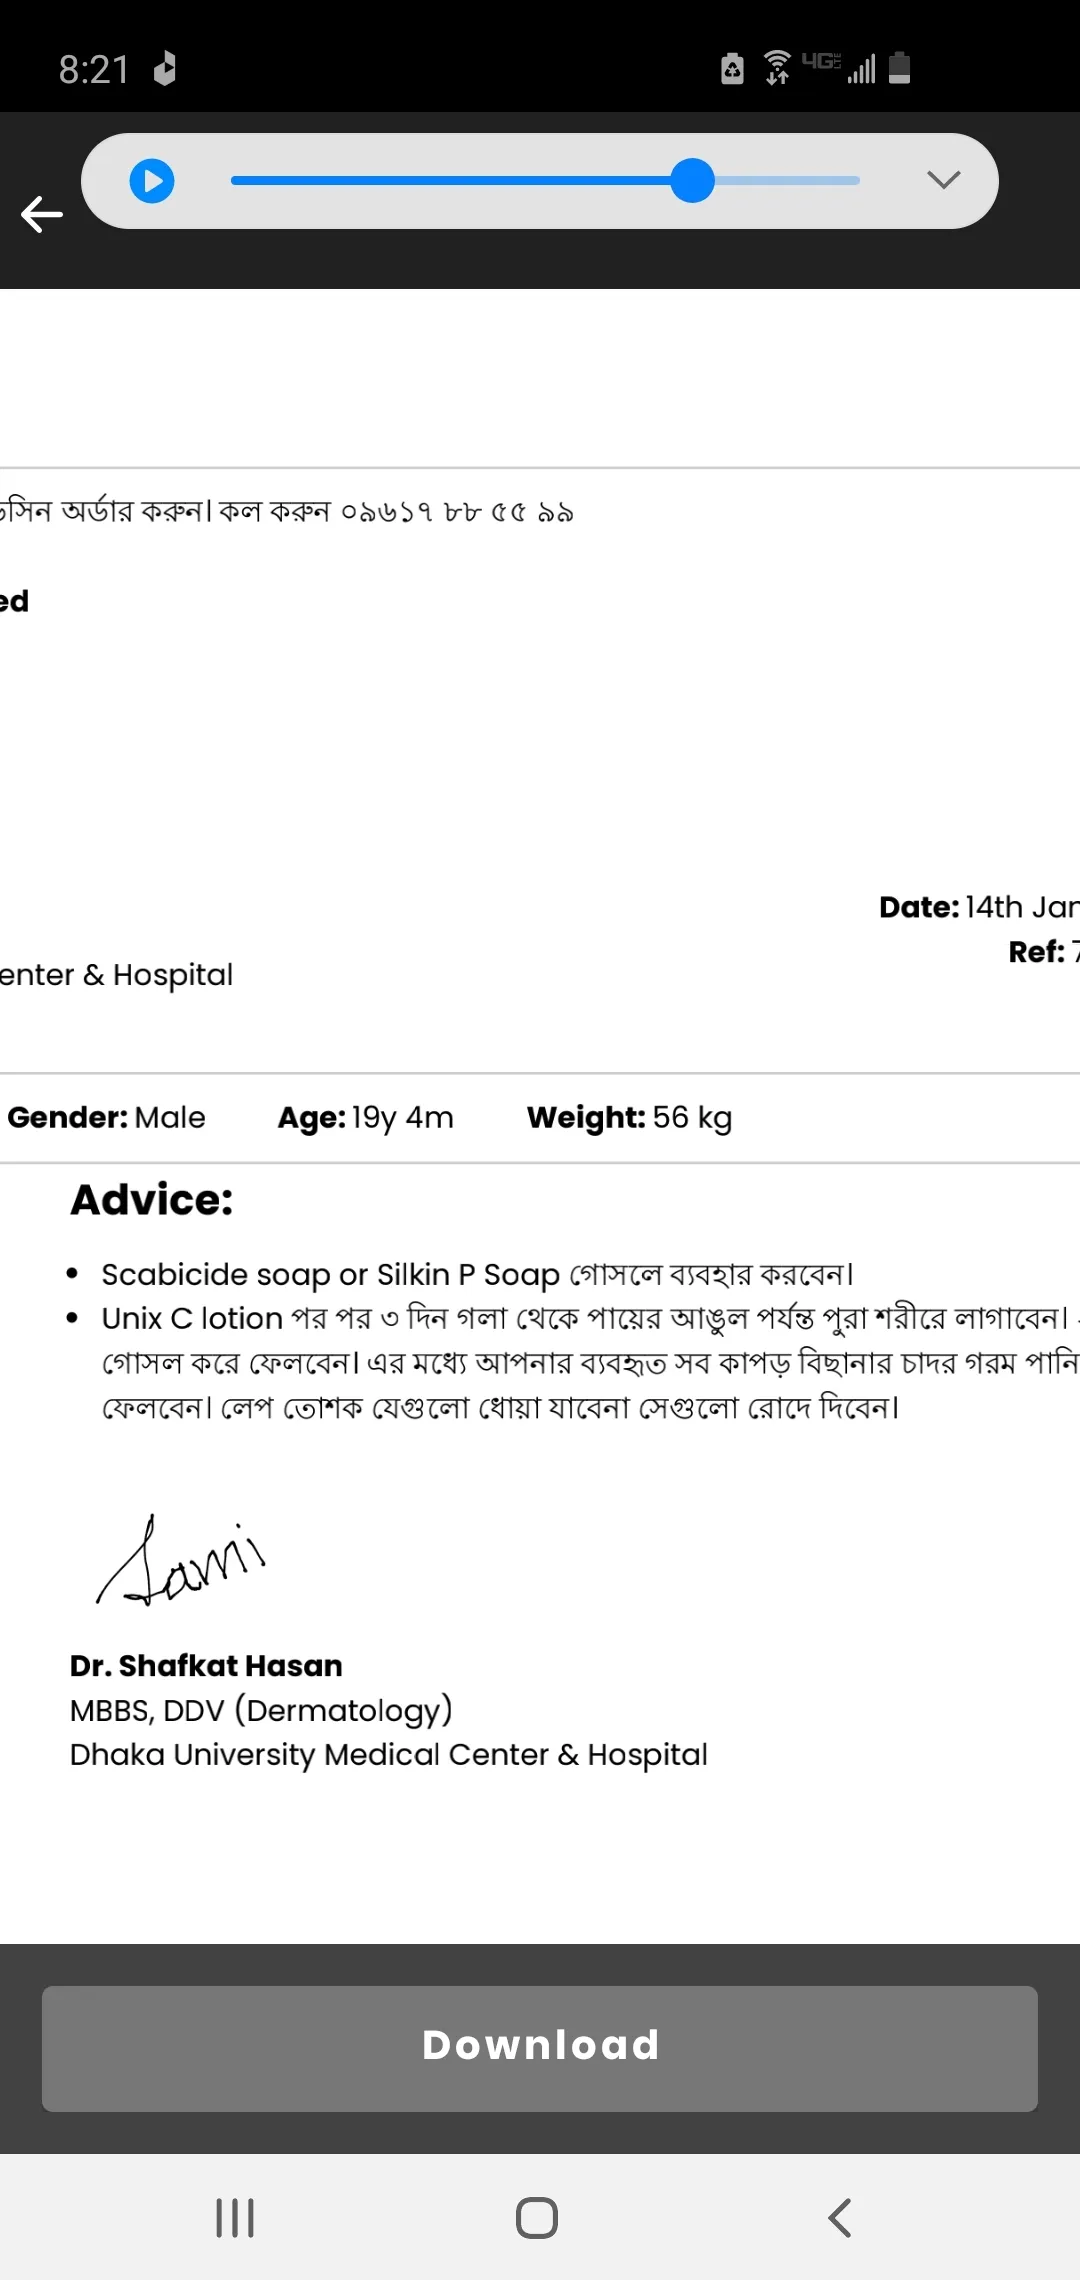 8:21
4G LTE
অর্ডার করুন। কল করুন ০৯৬১৭ ৮৮ ৫৫ ৯৯
ed
Date: 14th Jan
Ref: 7
enter & Hospital
Gender: Male Age: 19y 4m Weight: 56 kg
Advice:
• Scabicide soap or Silkin P Soap গোসলে ব্যবহার করবেন।
• Unix C lotion পর পর ৩ দিন গলা থেকে পায়ের আঙুল পর্যন্ত পুরা শরীরে লাগাবেন।
গোসল করে ফেলবেন। এর মধ্যে আপনার ব্যবহৃত সব কাপড় বিছানার চাদর গরম পানি
ফেলবেন। লেপ তোশক যেগুলো ধোয়া যাবেনা সেগুলো রোদে দিবেন।
Sami
Dr. Shafkat Hasan
MBBS, DDV (Dermatology)
Dhaka University Medical Center & Hospital
Download